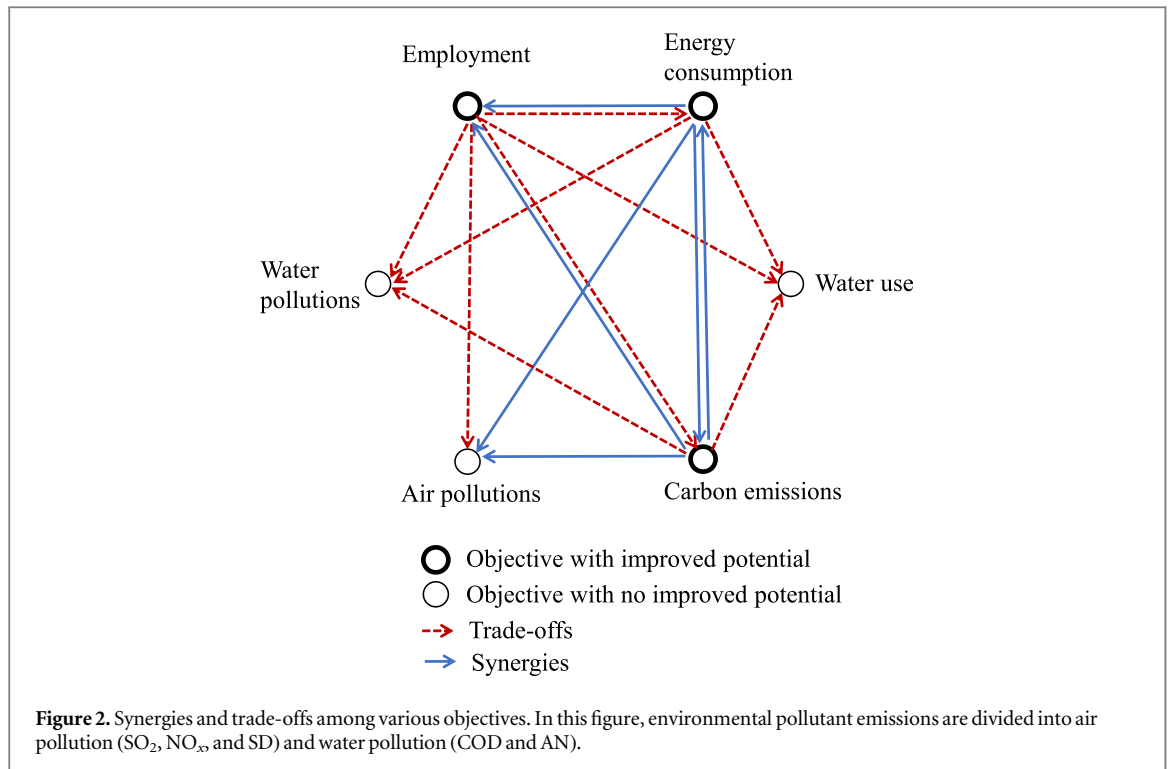 Employment
Energy
consumption
Water
pollutions
Water use
Air pollutions
Carbon emissions
Objective with improved potential
Objective with no improved potential
Trade-offs
Synergies
Figure 2. Synergies and trade-offs among various objectives. In this figure, environmental pollutant emissions are divided into air
pollution (SO₂, NOₓ, and SD) and water pollution (COD and AN).